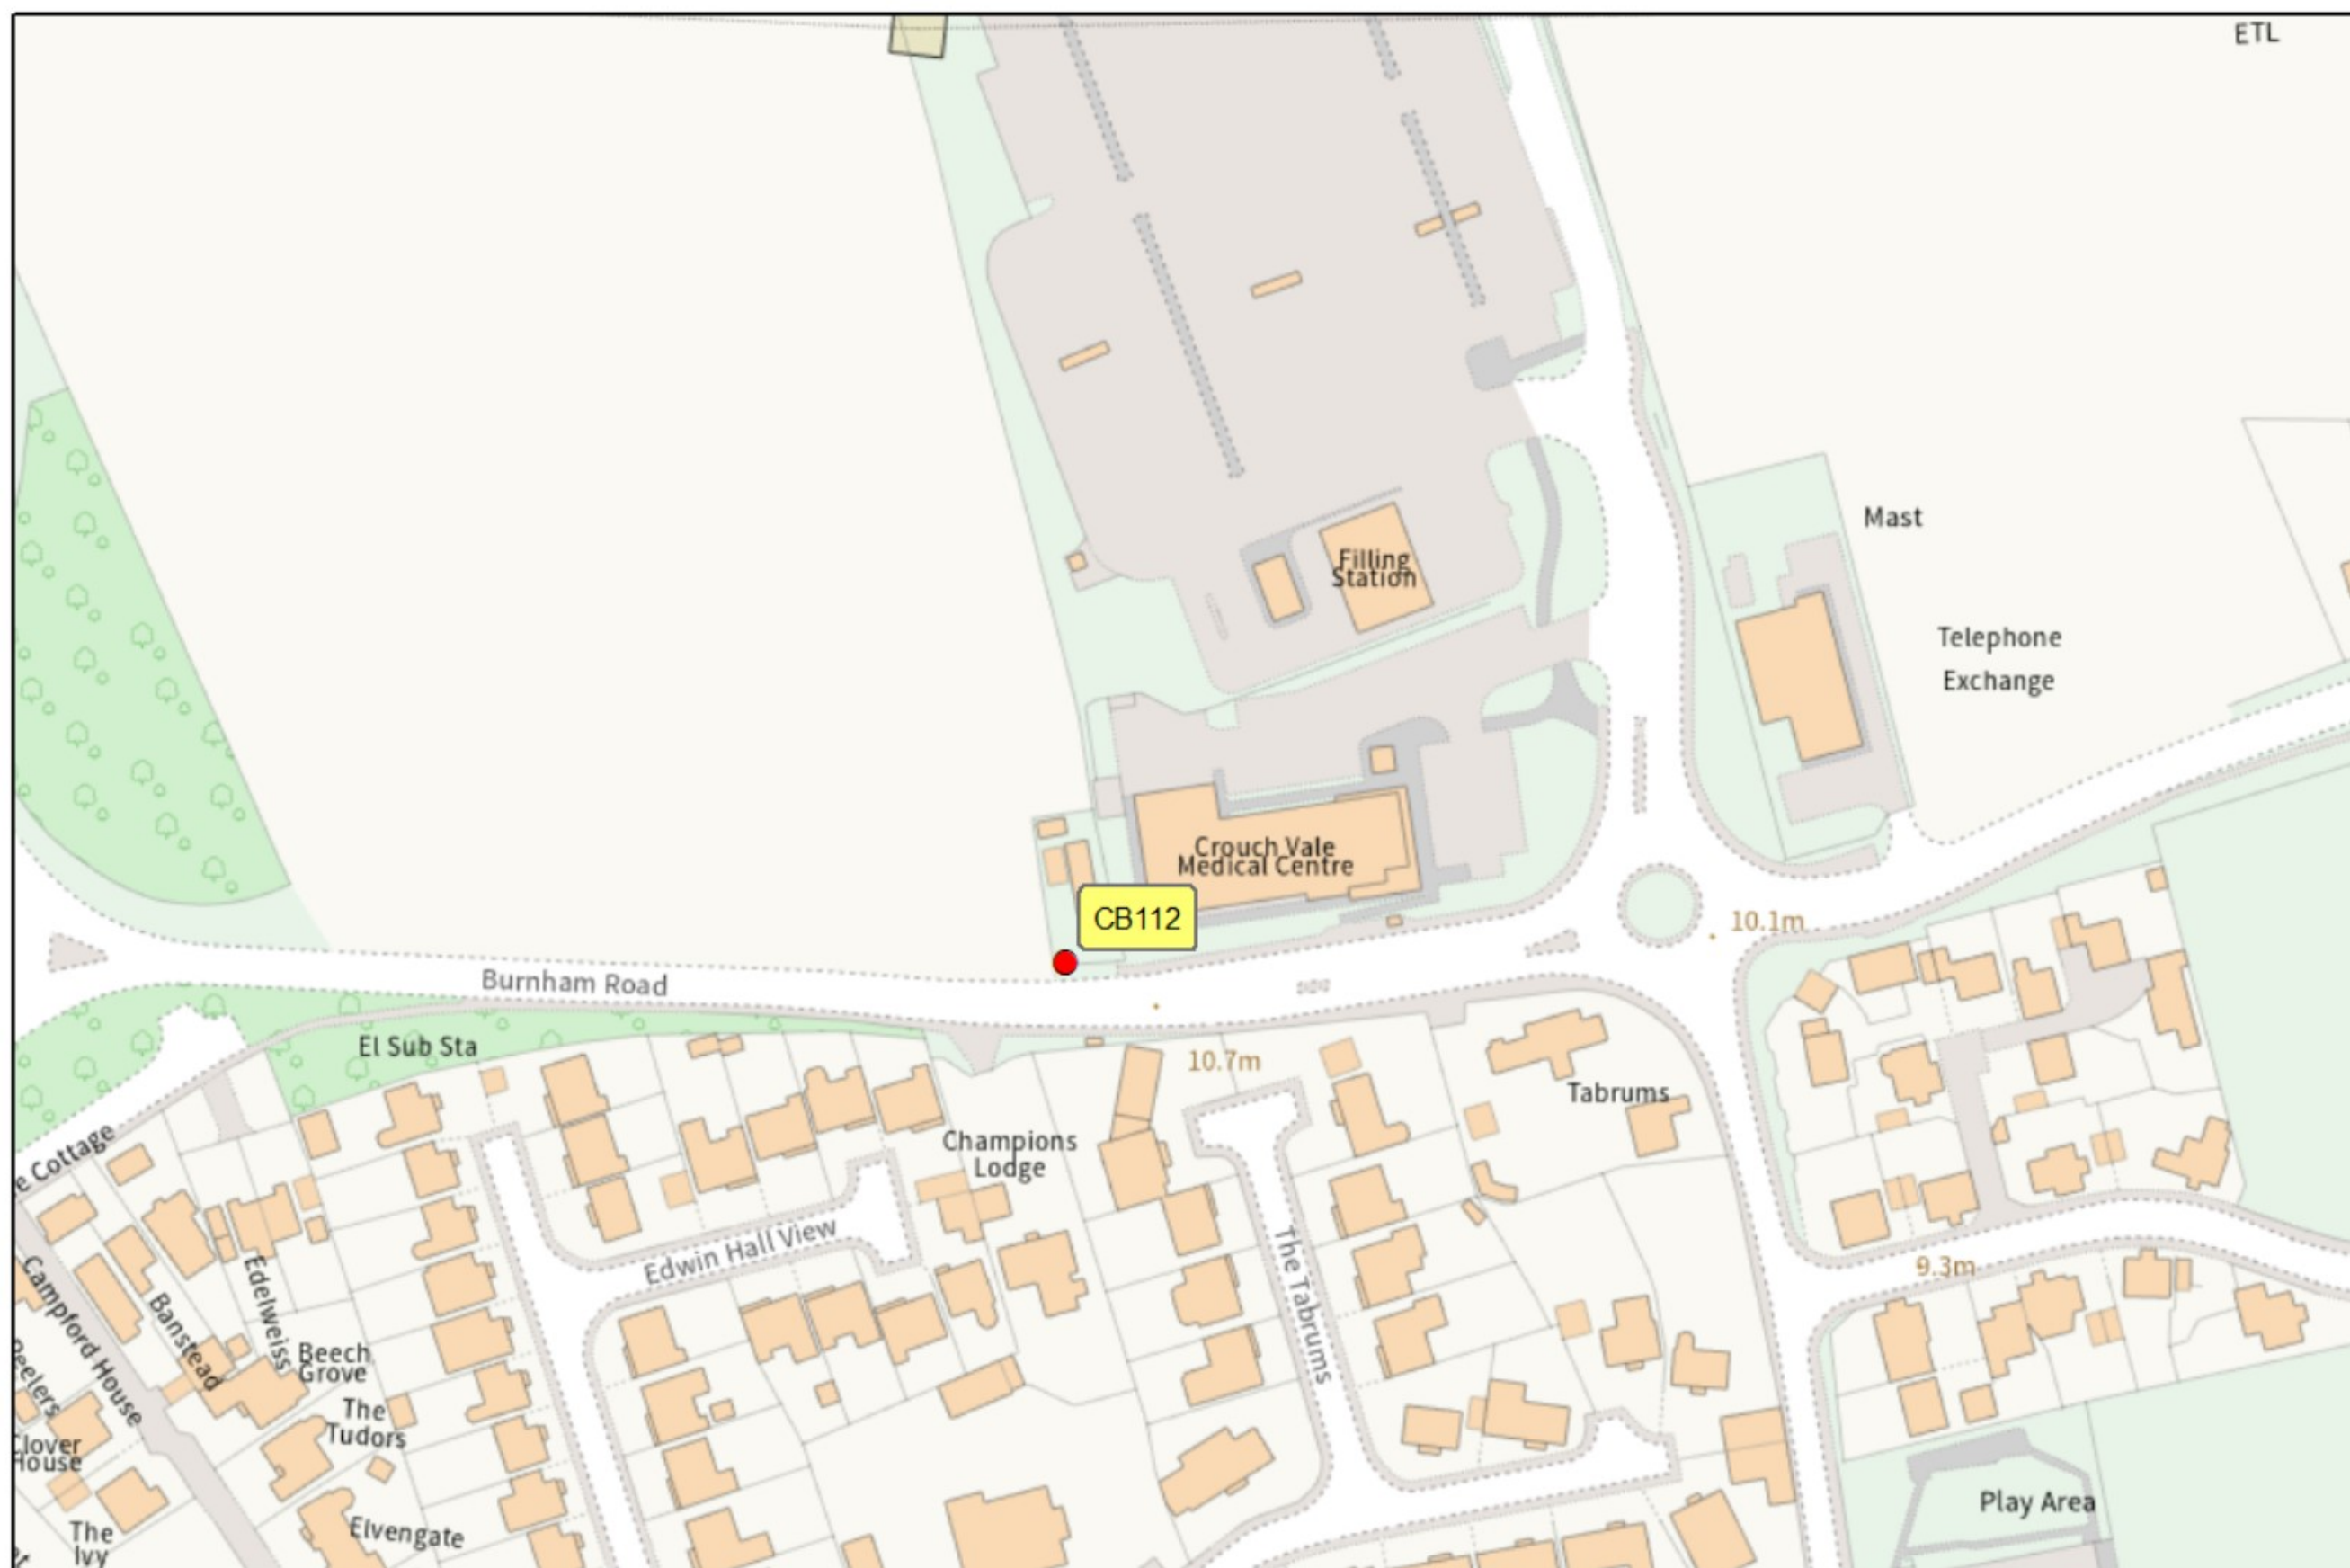 ETL
Mast
Filling
Station
Telephone
Exchange
Crouch Vale
Medical Centre
CB112
10.1m
Burnham Road
El Sub Sta
10.7m
Tabrums
Champions
Lodge
e Cottage
Edwin Hall View
The Tabrums
9.3m
Campford House
Banstead
Edelweiss
Beech
Grove
Peelers
The
Tudors
Clover
House
Play Area
Elvengate
The
Ivy